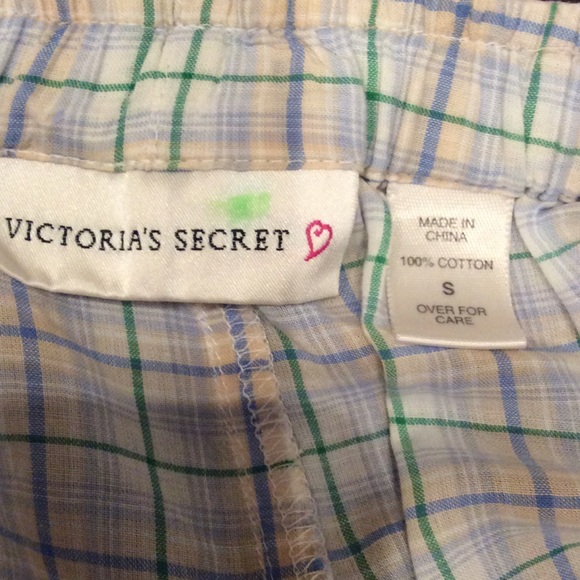 VICTORIA'S SECRET
MADE IN
CHINA
100% COTTON
S
OVER FOR
CARE